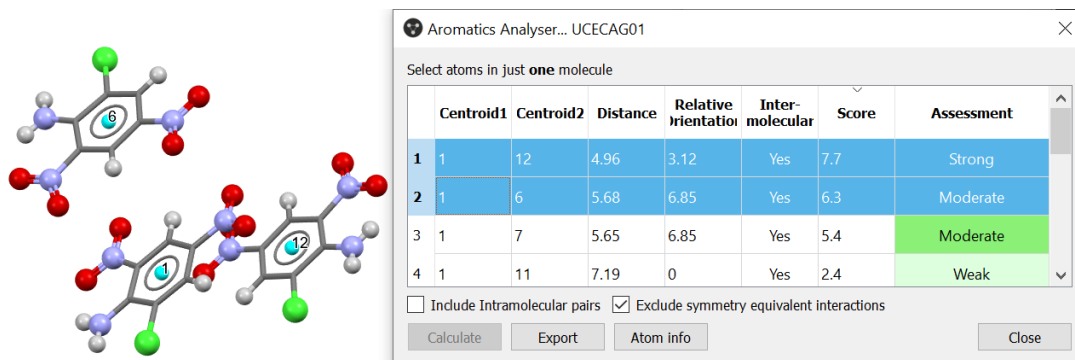 6
1
12
Aromatics Analyser... UCECAG01
Select atoms in just one molecule
Centroid1 Centroid2 Distance Relative Orientation Inter-molecular Score Assessment
1 1 12 4.96 3.12 Yes 7.7 Strong
2 1 6 5.68 6.85 Yes 6.3 Moderate
3 1 7 5.65 6.85 Yes 5.4 Moderate
4 1 11 7.19 0 Yes 2.4 Weak
Include Intramolecular pairs Exclude symmetry equivalent interactions
Calculate Export Atom info Close